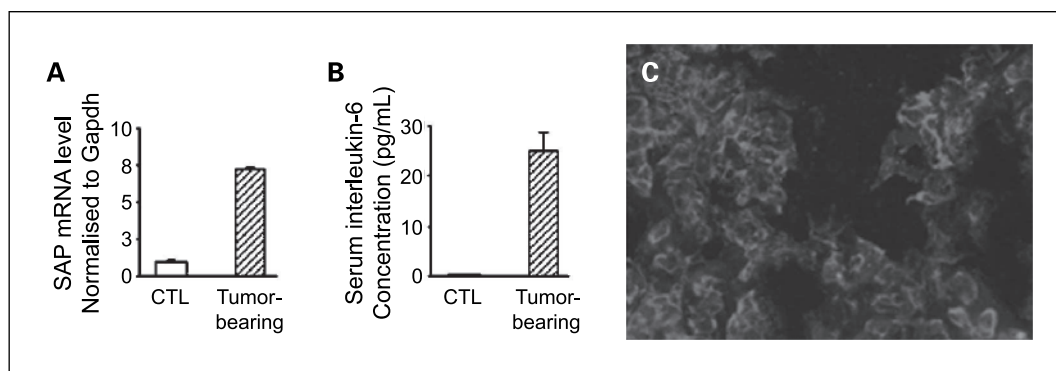 A
SAP mRNA level
Normalised to Gapdh
10
8
5
3
0
CTL
Tumor-
bearing
B
Serum interleukin-6
Concentration (pg/mL)
30
20
10
0
CTL
Tumor-
bearing
C